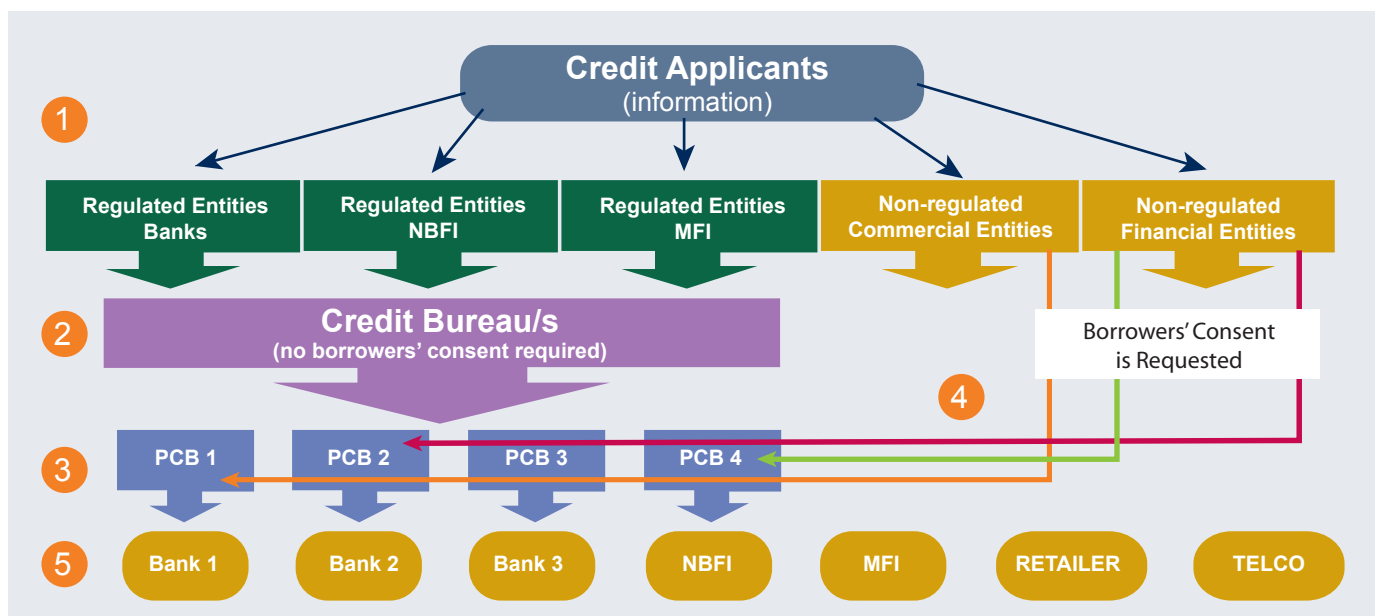 Credit Applicants
(information)
1
Regulated Entities
Banks
Regulated Entities
NBFI
Regulated Entities
MFI
Non-regulated
Commercial Entities
Non-regulated
Financial Entities
2
Credit Bureau/s
(no borrowers’ consent required)
Borrowers’ Consent
is Requested
4
3
PCB 1
PCB 2
PCB 3
PCB 4
5
Bank 1
Bank 2
Bank 3
NBFI
MFI
RETAILER
TELCO